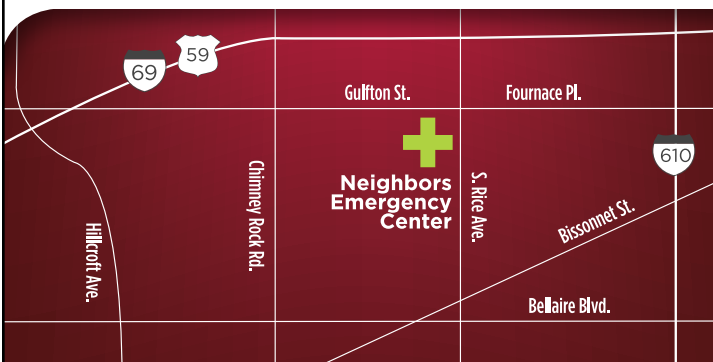 59
69
Gulfton St.
Fournace Pl.
610
Neighbors
Emergency
Center
Chimney Rock Rd.
S. Rice Ave.
Hillcroft Ave.
Bissonnet St.
Bellaire Blvd.